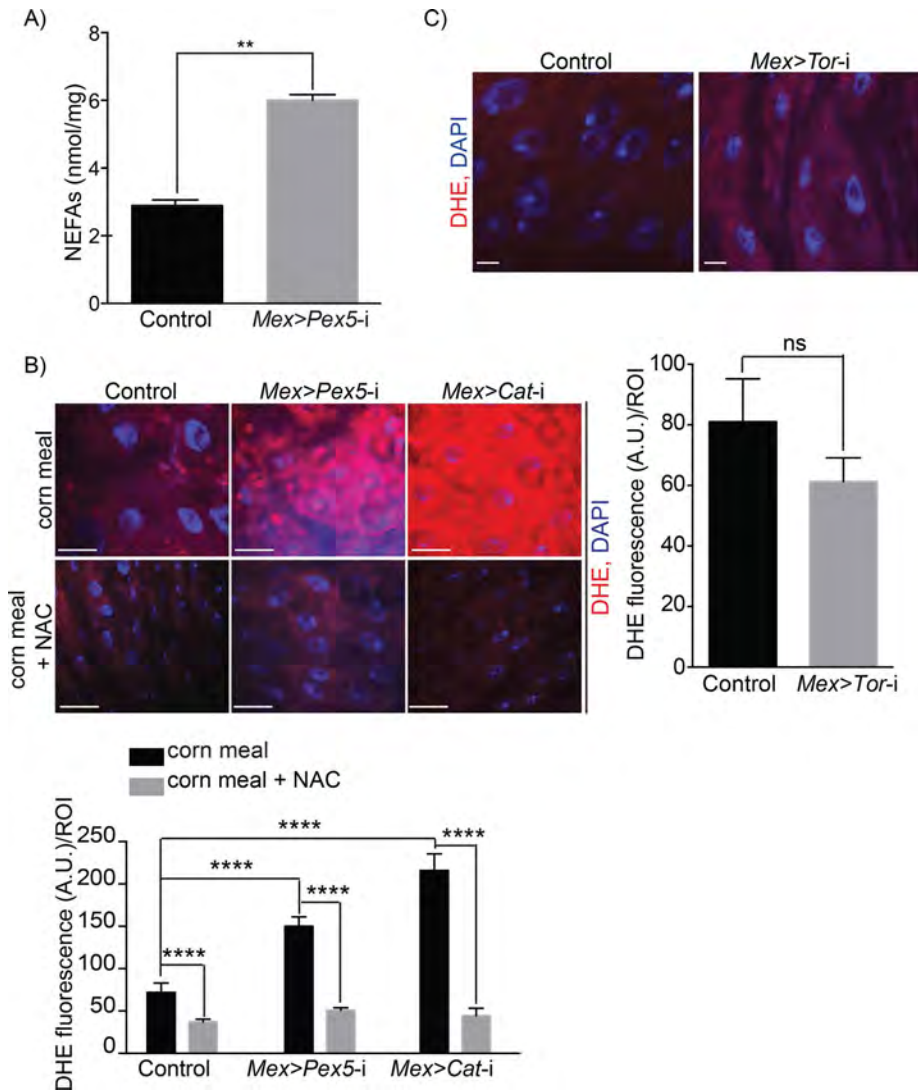 A)
**
NEFAs (nmol/mg)
8
6
4
2
0
Control
Mex>Pex5-i
C)
Control
Mex>Tor-i
DHE, DAPI
ns
DHE fluorescence (A.U.)/ROI
100
80
60
40
20
0
Control
Mex>Tor-i
B)
Control
Mex>Pex5-i
Mex>Cat-i
corn meal
corn meal
+ NAC
DHE, DAPI
corn meal
corn meal + NAC
DHE fluorescence (A.U.)/ROI
250
200
150
100
50
0
****
****
****
****
****
Control
Mex>Pex5-i
Mex>Cat-i